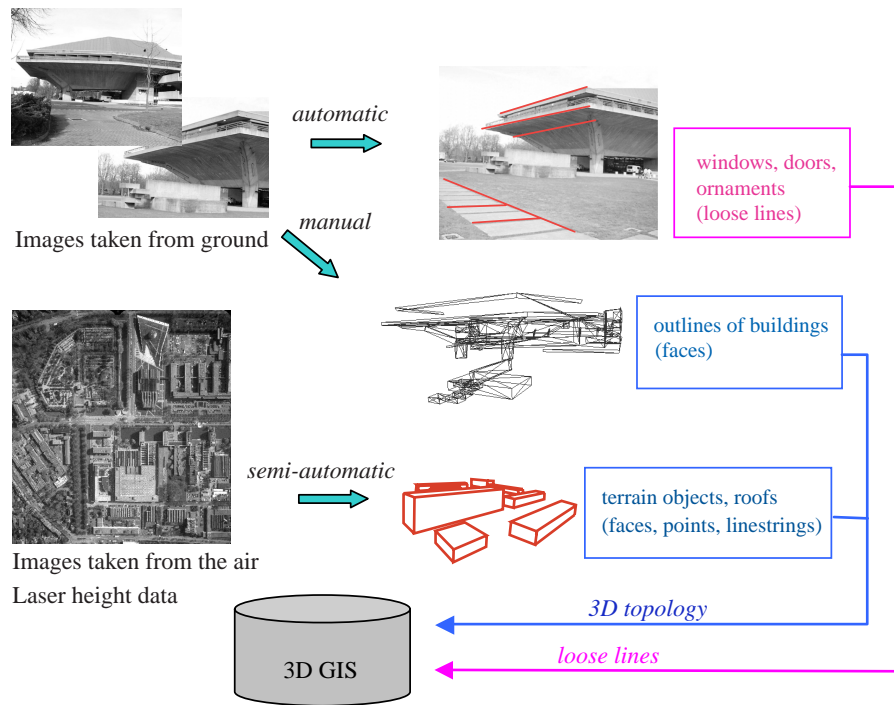 automatic
windows, doors,
ornaments
(loose lines)
Images taken from ground
manual
outlines of buildings
(faces)
semi-automatic
terrain objects, roofs
(faces, points, linestrings)
Images taken from the air
Laser height data
3D topology
loose lines
3D GIS